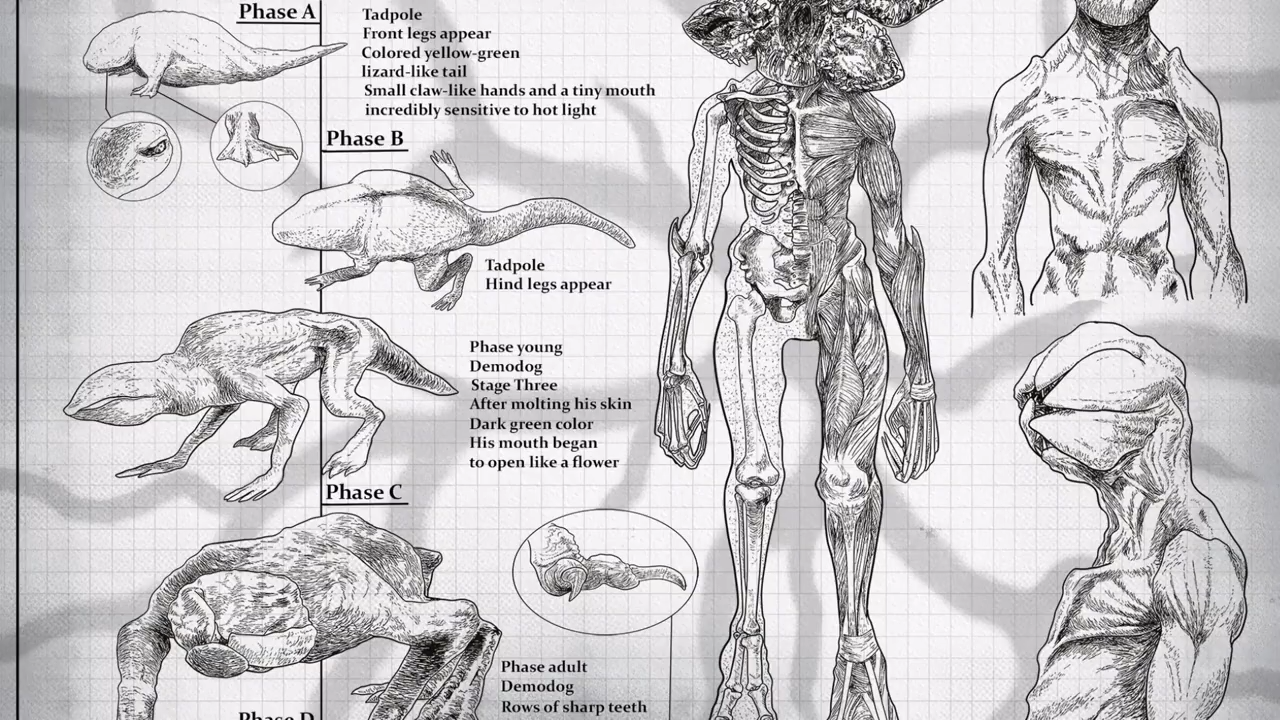 Phase A
Tadpole
Front legs appear
Colored yellow-green
lizard-like tail
Small claw-like hands and a tiny mouth
incredibly sensitive to hot light
Phase B
Tadpole
Hind legs appear
Phase young
Demodog
Stage Three
After molting his skin
Dark green color
His mouth began
to open like a flower
Phase C
Phase adult
Demodog
Rows of sharp teeth
Phase D